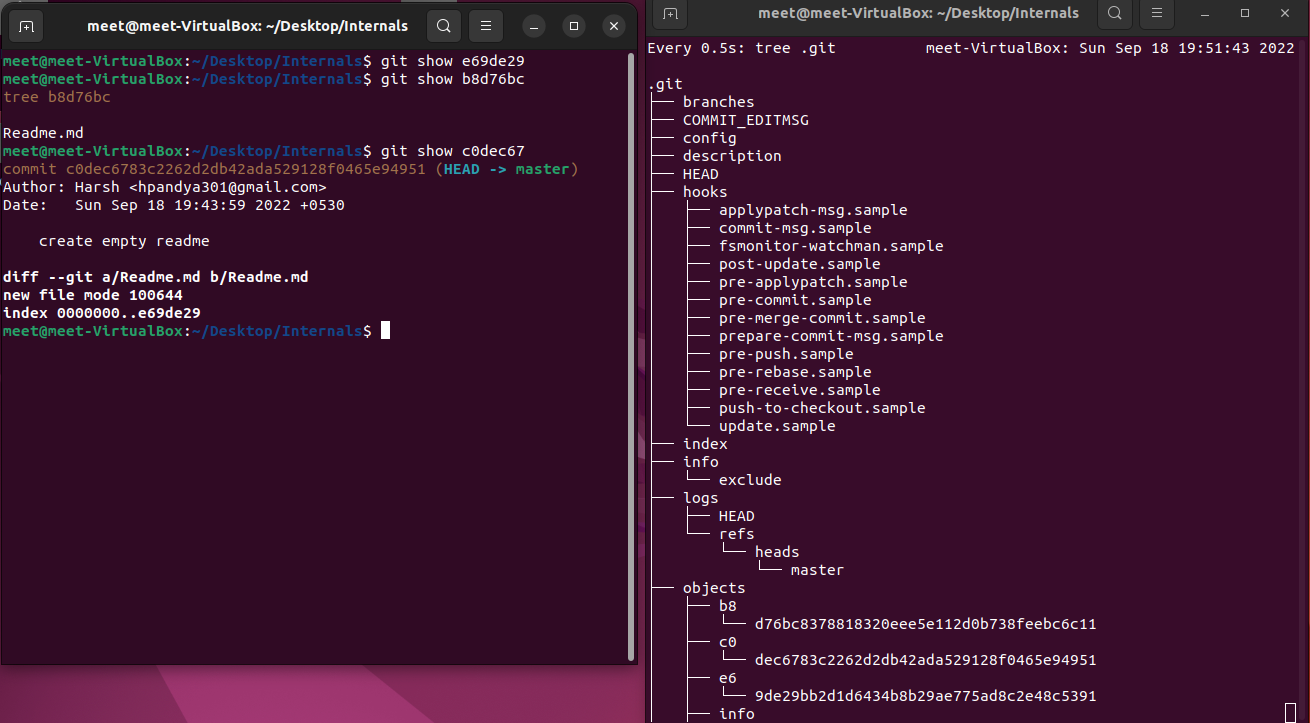 meet@meet-VirtualBox: ~/Desktop/Internals
meet@meet-VirtualBox:~/Desktop/Internals$ git show e69de29
meet@meet-VirtualBox:~/Desktop/Internals$ git show b8d76bc
tree b8d76bc
Readme.md
meet@meet-VirtualBox:~/Desktop/Internals$ git show c0dec67
commit c0dec6783c2262d2db42ada529128f0465e94951 (HEAD -> master)
Author: Harsh <hpandya301@gmail.com>
Date:   Sun Sep 18 19:43:59 2022 +0530
    create empty readme
diff --git a/Readme.md b/Readme.md
new file mode 100644
index 0000000..e69de29
meet@meet-VirtualBox:~/Desktop/Internals$
meet@meet-VirtualBox: ~/Desktop/Internals
Every 0.5s: tree .git          meet-VirtualBox: Sun Sep 18 19:51:43 2022
.git
├── branches
├── COMMIT_EDITMSG
├── config
├── description
├── HEAD
├── hooks
│   ├── applypatch-msg.sample
│   ├── commit-msg.sample
│   ├── fsmonitor-watchman.sample
│   ├── post-update.sample
│   ├── pre-applypatch.sample
│   ├── pre-commit.sample
│   ├── pre-merge-commit.sample
│   ├── prepare-commit-msg.sample
│   ├── pre-push.sample
│   ├── pre-rebase.sample
│   ├── pre-receive.sample
│   ├── push-to-checkout.sample
│   └── update.sample
├── index
├── info
│   └── exclude
├── logs
│   ├── HEAD
│   └── refs
│       └── heads
│           └── master
├── objects
│   ├── b8
│   │   └── d76bc8378818320eee5e112d0b738feebc6c11
│   ├── c0
│   │   └── dec6783c2262d2db42ada529128f0465e94951
│   ├── e6
│   │   └── 9de29bb2d1d6434b8b29ae775ad8c2e48c5391
│   ├── info